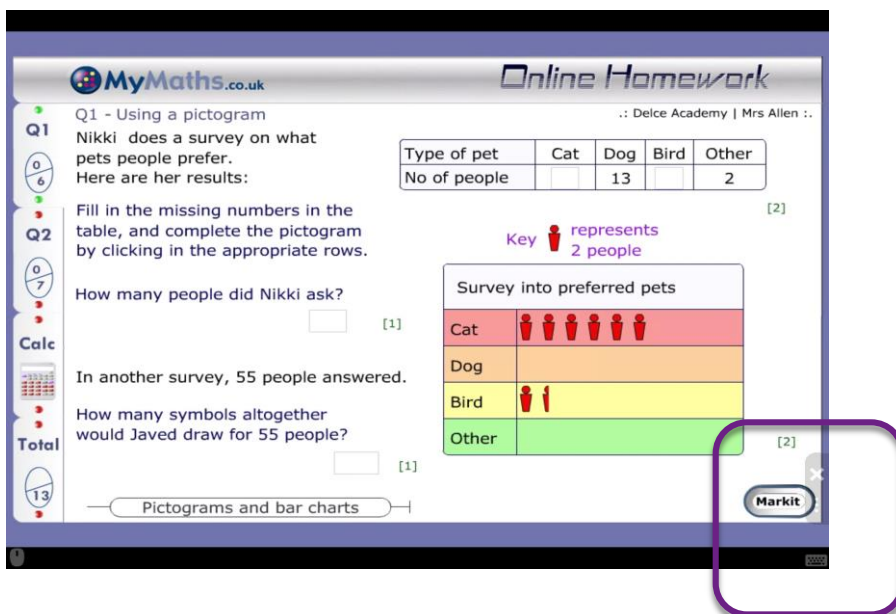 MyMaths.co.uk
Online Homework
Q1 - Using a pictogram
.: Delce Academy | Mrs Allen :.
Q1
0
6
Q2
0
7
Calc
Total
13
Nikki does a survey on what
pets people prefer.
Here are her results:
Type of pet Cat Dog Bird Other
No of people 13 2
[2]
Fill in the missing numbers in the
table, and complete the pictogram
by clicking in the appropriate rows.
Key represents
2 people
How many people did Nikki ask?
[1]
Survey into preferred pets
Cat
Dog
Bird
Other
[2]
In another survey, 55 people answered.
How many symbols altogether
would Javed draw for 55 people?
[1]
Pictograms and bar charts
Markit